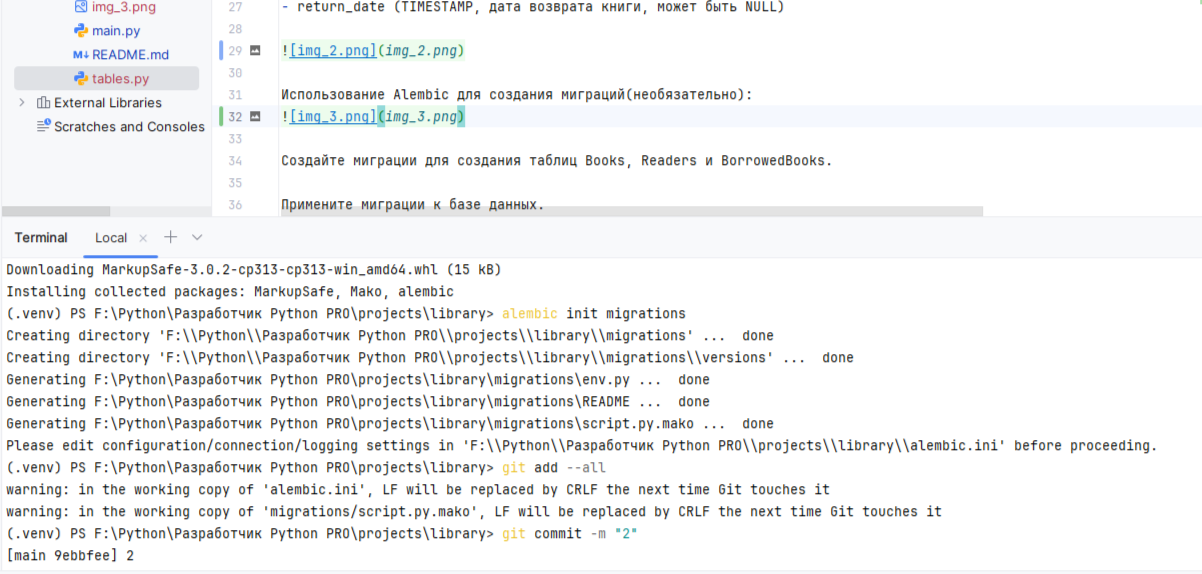 img_3.png
main.py
M↓ README.md
tables.py
External Libraries
Scratches and Consoles
27 - return_date (TIMESTAMP, дата возврата книги, может быть NULL)
28
29 ![img_2.png](img_2.png)
30
31 Использование Alembic для создания миграций(необязательно):
32 ![img_3.png](img_3.png)
33
34 Создайте миграции для создания таблиц Books, Readers и BorrowedBooks.
35
36 Примените миграции к базе данных.
Terminal Local
Downloading MarkupSafe-3.0.2-cp313-cp313-win_amd64.whl (15 kB)
Installing collected packages: MarkupSafe, Mako, alembic
(.venv) PS F:\Python\Разработчик Python PRO\projects\library> alembic init migrations
Creating directory 'F:\\Python\\Разработчик Python PRO\\projects\\library\\migrations' ...  done
Creating directory 'F:\\Python\\Разработчик Python PRO\\projects\\library\\migrations\\versions' ...  done
Generating F:\Python\Разработчик Python PRO\projects\library\migrations\env.py ...  done
Generating F:\Python\Разработчик Python PRO\projects\library\migrations\README ...  done
Generating F:\Python\Разработчик Python PRO\projects\library\migrations\script.py.mako ...  done
Please edit configuration/connection/logging settings in 'F:\\Python\\Разработчик Python PRO\\projects\\library\\alembic.ini' before proceeding.
(.venv) PS F:\Python\Разработчик Python PRO\projects\library> git add --all
warning: in the working copy of 'alembic.ini', LF will be replaced by CRLF the next time Git touches it
warning: in the working copy of 'migrations/script.py.mako', LF will be replaced by CRLF the next time Git touches it
(.venv) PS F:\Python\Разработчик Python PRO\projects\library> git commit -m "2"
[main 9ebbfee] 2